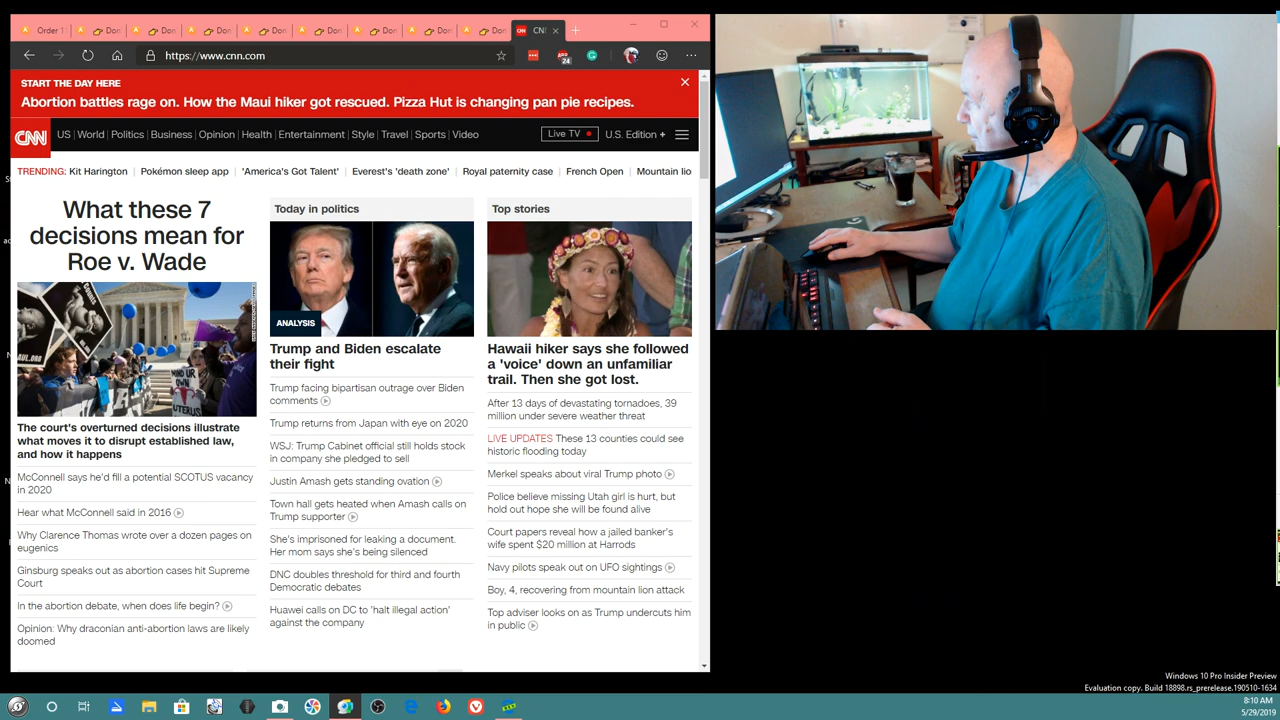 Order 1
Don
Don
Don
Don
Don
Don
Don
Don
CNN
https://www.cnn.com
24
START THE DAY HERE
Abortion battles rage on. How the Maui hiker got rescued. Pizza Hut is changing pan pie recipes.
CNN
US World Politics Business Opinion Health Entertainment Style Travel Sports Video
Live TV
U.S. Edition +
TRENDING: Kit Harington Pokémon sleep app 'America's Got Talent' Everest's 'death zone' Royal paternity case French Open Mountain lio
What these 7
decisions mean for
Roe v. Wade
The court's overturned decisions illustrate
what moves it to disrupt established law,
and how it happens
McConnell says he'd fill a potential SCOTUS vacancy
in 2020
Hear what McConnell said in 2016
Why Clarence Thomas wrote over a dozen pages on
eugenics
Ginsburg speaks out as abortion cases hit Supreme
Court
In the abortion debate, when does life begin?
Opinion: Why draconian anti-abortion laws are likely
doomed
Today in politics
ANALYSIS
Trump and Biden escalate
their fight
Trump facing bipartisan outrage over Biden
comments
Trump returns from Japan with eye on 2020
WSJ: Trump Cabinet official still holds stock
in company she pledged to sell
Justin Amash gets standing ovation
Town hall gets heated when Amash calls on
Trump supporter
She's imprisoned for leaking a document.
Her mom says she's being silenced
DNC doubles threshold for third and fourth
Democratic debates
Huawei calls on DC to 'halt illegal action'
against the company
Top stories
Hawaii hiker says she followed
a 'voice' down an unfamiliar
trail. Then she got lost.
After 13 days of devastating tornadoes, 39
million under severe weather threat
LIVE UPDATES These 13 counties could see
historic flooding today
Merkel speaks about viral Trump photo
Police believe missing Utah girl is hurt, but
hold out hope she will be found alive
Court papers reveal how a jailed banker's
wife spent $20 million at Harrods
Navy pilots speak out on UFO sightings
Boy, 4, recovering from mountain lion attack
Top adviser looks on as Trump undercuts him
in public
Windows 10 Pro Insider Preview
Evaluation copy. Build 18898.rs_prerelease.190510-1634
8:10 AM
5/29/2019